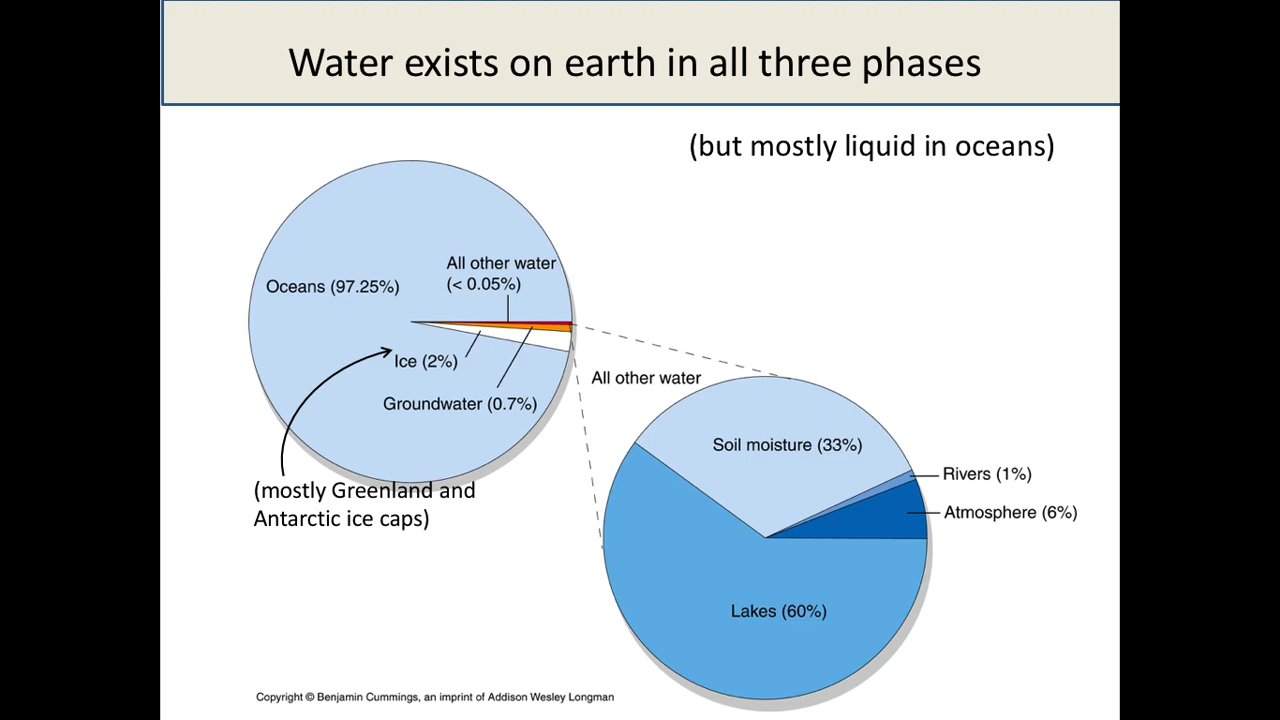 Water exists on earth in all three phases
(but mostly liquid in oceans)
All other water
(< 0.05%)
Oceans (97.25%)
Ice (2%)
Groundwater (0.7%)
(mostly Greenland and
Antarctic ice caps)
All other water
Soil moisture (33%)
Rivers (1%)
Atmosphere (6%)
Lakes (60%)
Copyright © Benjamin Cummings, an imprint of Addison Wesley Longman